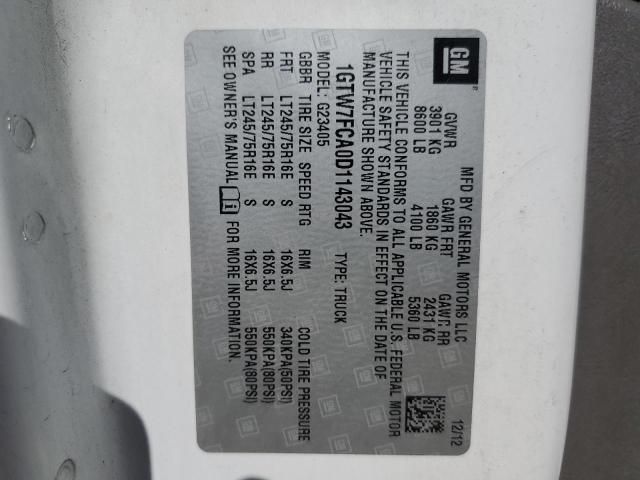 GM
MFD BY GENERAL MOTORS LLC
12/12
GVWR GAWR FRT GAWR RR
3901 KG 1860 KG 2431 KG
8600 LB 4100 LB 5360 LB
THIS VEHICLE CONFORMS TO ALL APPLICABLE U.S. FEDERAL MOTOR
VEHICLE SAFETY STANDARDS IN EFFECT ON THE DATE OF
MANUFACTURE SHOWN ABOVE.
1GTW7FCA0D1143043 TYPE: TRUCK
MODEL: G23405
GBBR TIRE SIZE SPEED RTG RIM COLD TIRE PRESSURE
FRT LT245/75R16E S 16X6.5J 340KPA(50PSI)
RR LT245/75R16E S 16X6.5J 550KPA(80PSI)
SPA LT245/75R16E S 16X6.5J 550KPA(80PSI)
SEE OWNER'S MANUAL FOR MORE INFORMATION.